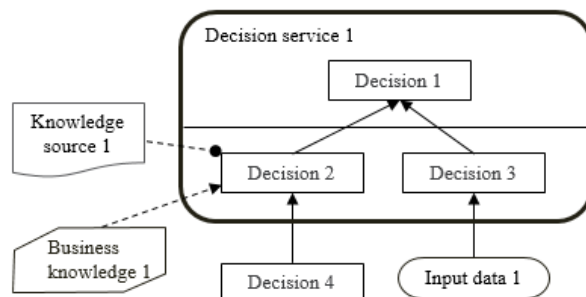 Decision service 1
Decision 1
Knowledge
source 1
Decision 2
Decision 3
Business
knowledge 1
Decision 4
Input data 1